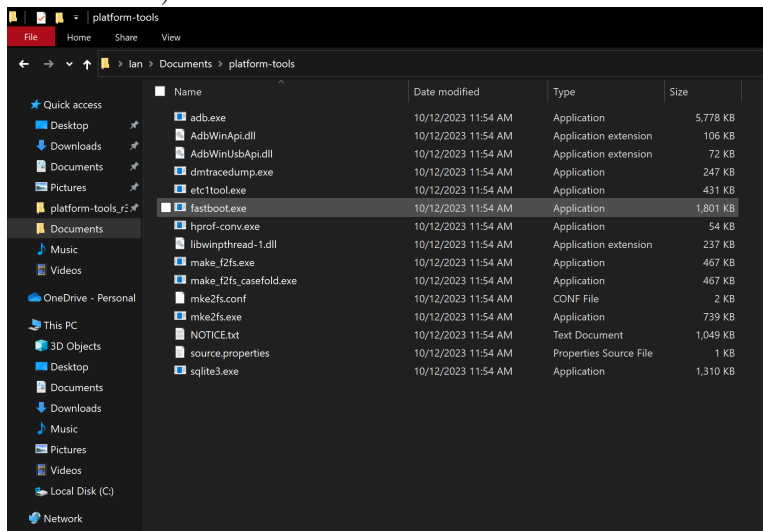 platform-tools
File Home Share View
Ian > Documents > platform-tools
Name Date modified Type Size
Quick access
Desktop
Downloads
Documents
Pictures
Documents
Music
Videos
OneDrive - Personal
This PC
3D Objects
Desktop
Documents
Downloads
Music
Pictures
Videos
Local Disk (C:)
Network
adb.exe 10/12/2023 11:54 AM Application 5,778 KB
AdbWinApi.dll 10/12/2023 11:54 AM Application extension 106 KB
AdbWinUsbApi.dll 10/12/2023 11:54 AM Application extension 72 KB
dmtracedump.exe 10/12/2023 11:54 AM Application 247 KB
etc1tool.exe 10/12/2023 11:54 AM Application 431 KB
fastboot.exe 10/12/2023 11:54 AM Application 1,801 KB
hprof-conv.exe 10/12/2023 11:54 AM Application 54 KB
libwinpthread-1.dll 10/12/2023 11:54 AM Application extension 237 KB
make_f2fs.exe 10/12/2023 11:54 AM Application 467 KB
make_f2fs_casefold.exe 10/12/2023 11:54 AM Application 467 KB
mke2fs.conf 10/12/2023 11:54 AM CONF File 2 KB
mke2fs.exe 10/12/2023 11:54 AM Application 739 KB
NOTICE.txt 10/12/2023 11:54 AM Text Document 1,049 KB
source.properties 10/12/2023 11:54 AM Properties Source File 1 KB
sqlite3.exe 10/12/2023 11:54 AM Application 1,310 KB